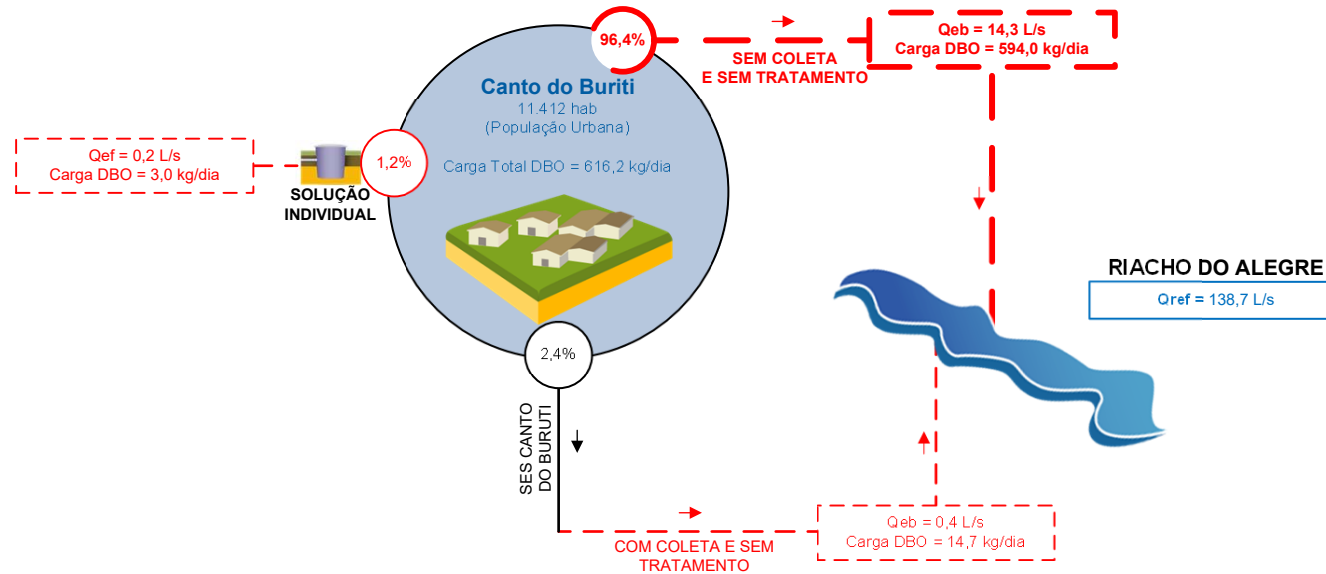 96,4%
SEM COLETA
E SEM TRATAMENTO
Qeb = 14,3 L/s
Carga DBO = 594,0 kg/dia
Canto do Buriti
11.412 hab
(População Urbana)
Carga Total DBO = 616,2 kg/dia
Qef = 0,2 L/s
Carga DBO = 3,0 kg/dia
SOLUÇÃO
INDIVIDUAL
1,2%
RIACHO DO ALEGRE
Qref = 138,7 L/s
2,4%
SES CANTO
DO BURUTI
COM COLETA E SEM
TRATAMENTO
Qeb = 0,4 L/s
Carga DBO = 14,7 kg/dia